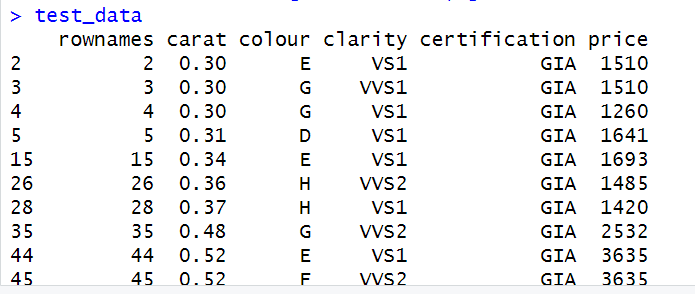 > test_data
rownames carat colour clarity certification price
2 2 0.30 E VS1 GIA 1510
3 3 0.30 G VVS1 GIA 1510
4 4 0.30 G VS1 GIA 1260
5 5 0.31 D VS1 GIA 1641
15 15 0.34 E VS1 GIA 1693
26 26 0.36 H VVS2 GIA 1485
28 28 0.37 H VS1 GIA 1420
35 35 0.48 G VVS2 GIA 2532
44 44 0.52 E VS1 GIA 3635
45 45 0.52 F VVS2 GIA 3635